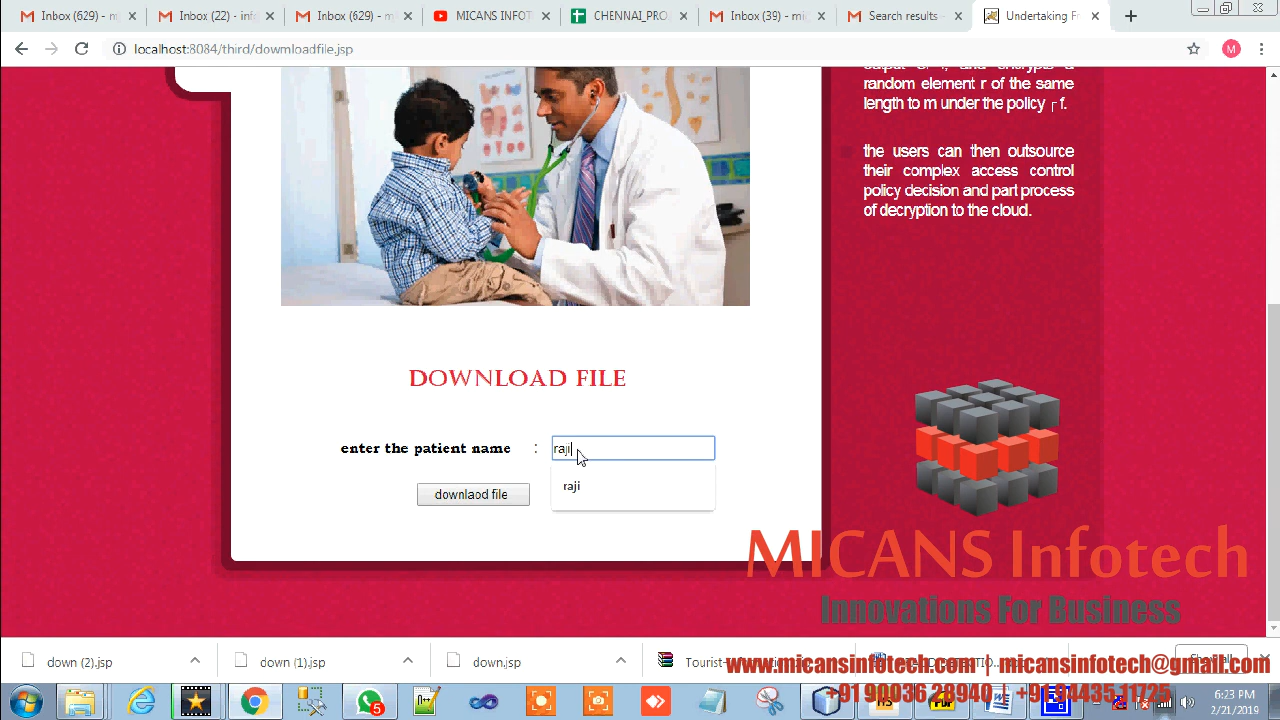 Inbox (629) - n
Inbox (22) - inf
Inbox (629) - m
MICANS INFOT
CHENNAI_PRO
Inbox (39) - mi
Search results -
Undertaking Fr
localhost:8084/third/downloadfile.jsp
M
random element r of the same
length to m under the policy ┌ f.
the users can then outsource
their complex access control
policy decision and part process
of decryption to the cloud.
DOWNLOAD FILE
enter the patient name : raji
raji
downlaod file
MICANS Infotech
Innovations For Business
down (2).jsp
down (1).jsp
down.jsp
www.micansinfotech.com | micansinfotech@gmail.com
+91 90036 28940 | +91 94435 11725
5
6:23 PM
2/21/2019